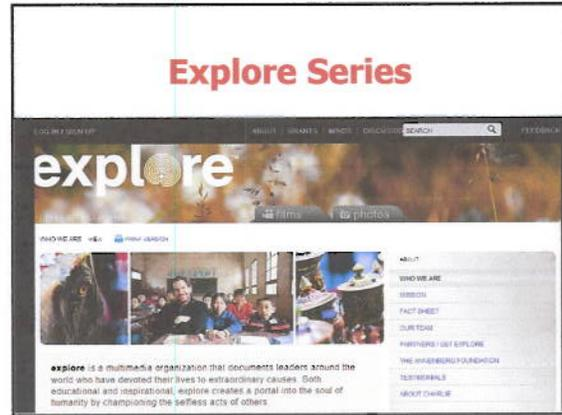 Explore Series
LOG IN / SIGN UP
ABOUT GRANTS MINDS DISCUSSIONS SEARCH FEEDBACK
explore
films photos
WHO WE ARE
PRINT VERSION
ABOUT
WHO WE ARE
MISSION
FACT SHEET
OUR TEAM
PARTNERS / GET EXPLORE
THE ANNENBERG FOUNDATION
TESTIMONIALS
ABOUT CHARLIE
explore is a multimedia organization that documents leaders around the
world who have devoted their lives to extraordinary causes. Both
educational and inspirational, explore creates a portal into the soul of
humanity by championing the selfless acts of others.